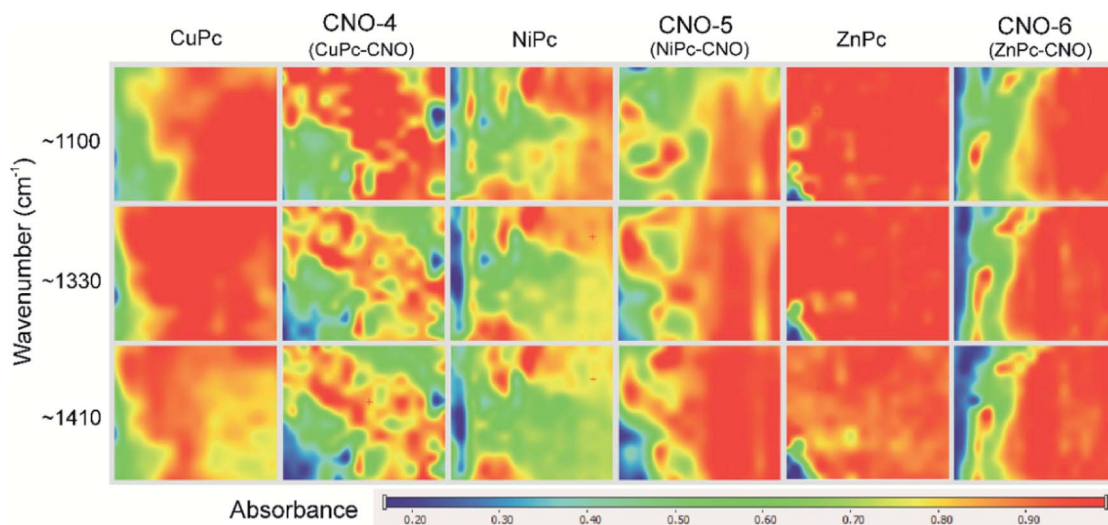 CuPc
CNO-4
(CuPc-CNO)
NiPc
CNO-5
(NiPc-CNO)
ZnPc
CNO-6
(ZnPc-CNO)
Wavenumber (cm⁻¹)
~1100
~1330
~1410
Absorbance
0.20 0.30 0.40 0.50 0.60 0.70 0.80 0.90